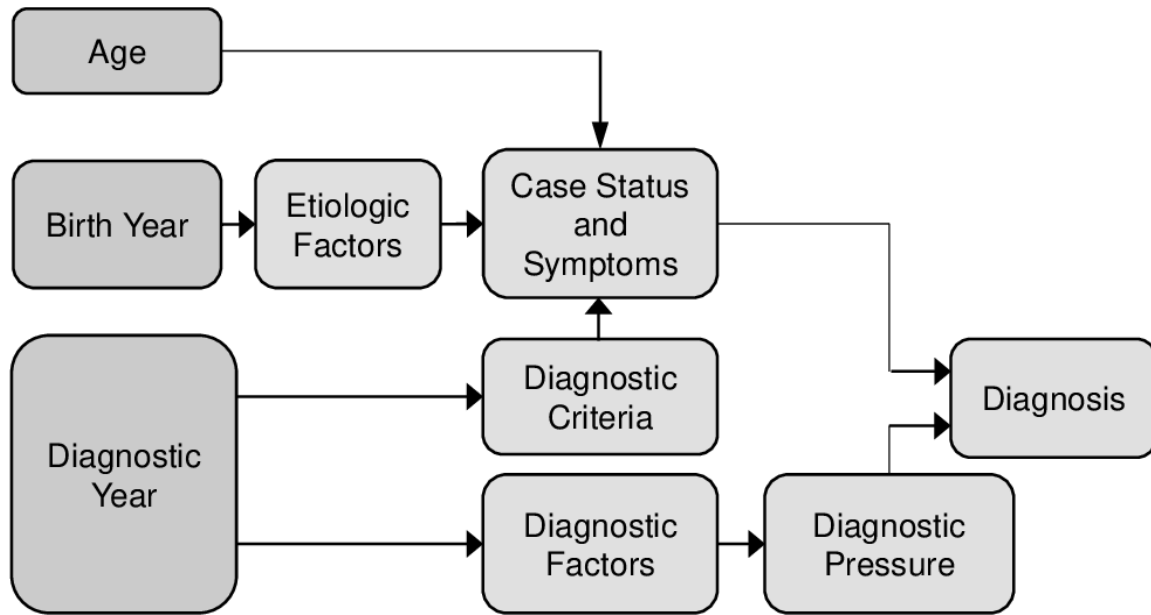 Age
Birth Year
Etiologic
Factors
Case Status
and
Symptoms
Diagnostic
Year
Diagnostic
Criteria
Diagnosis
Diagnostic
Factors
Diagnostic
Pressure